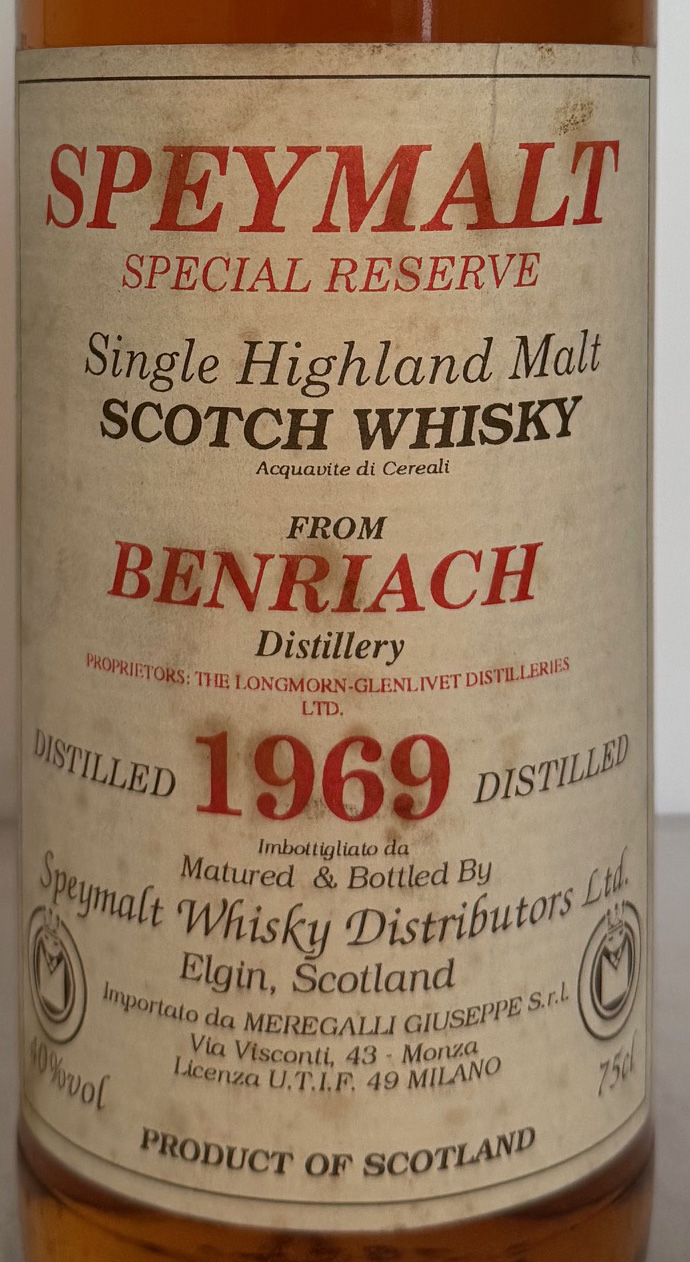 SPEYMALT
SPECIAL RESERVE
Single Highland Malt
SCOTCH WHISKY
Acquavite di Cereali
FROM
BENRIACH
Distillery
PROPRIETORS: THE LONGMORN-GLENLIVET DISTILLERIES
LTD.
DISTILLED 1969 DISTILLED
Imbottigliato da
Matured & Bottled By
Speymalt Whisky Distributors Ltd.
Elgin, Scotland
Importato da MEREGALLI GIUSEPPE S.r.l.
Via Visconti, 43 - Monza
Licenza U.T.I.F. 49 MILANO
40%vol 75cl
PRODUCT OF SCOTLAND